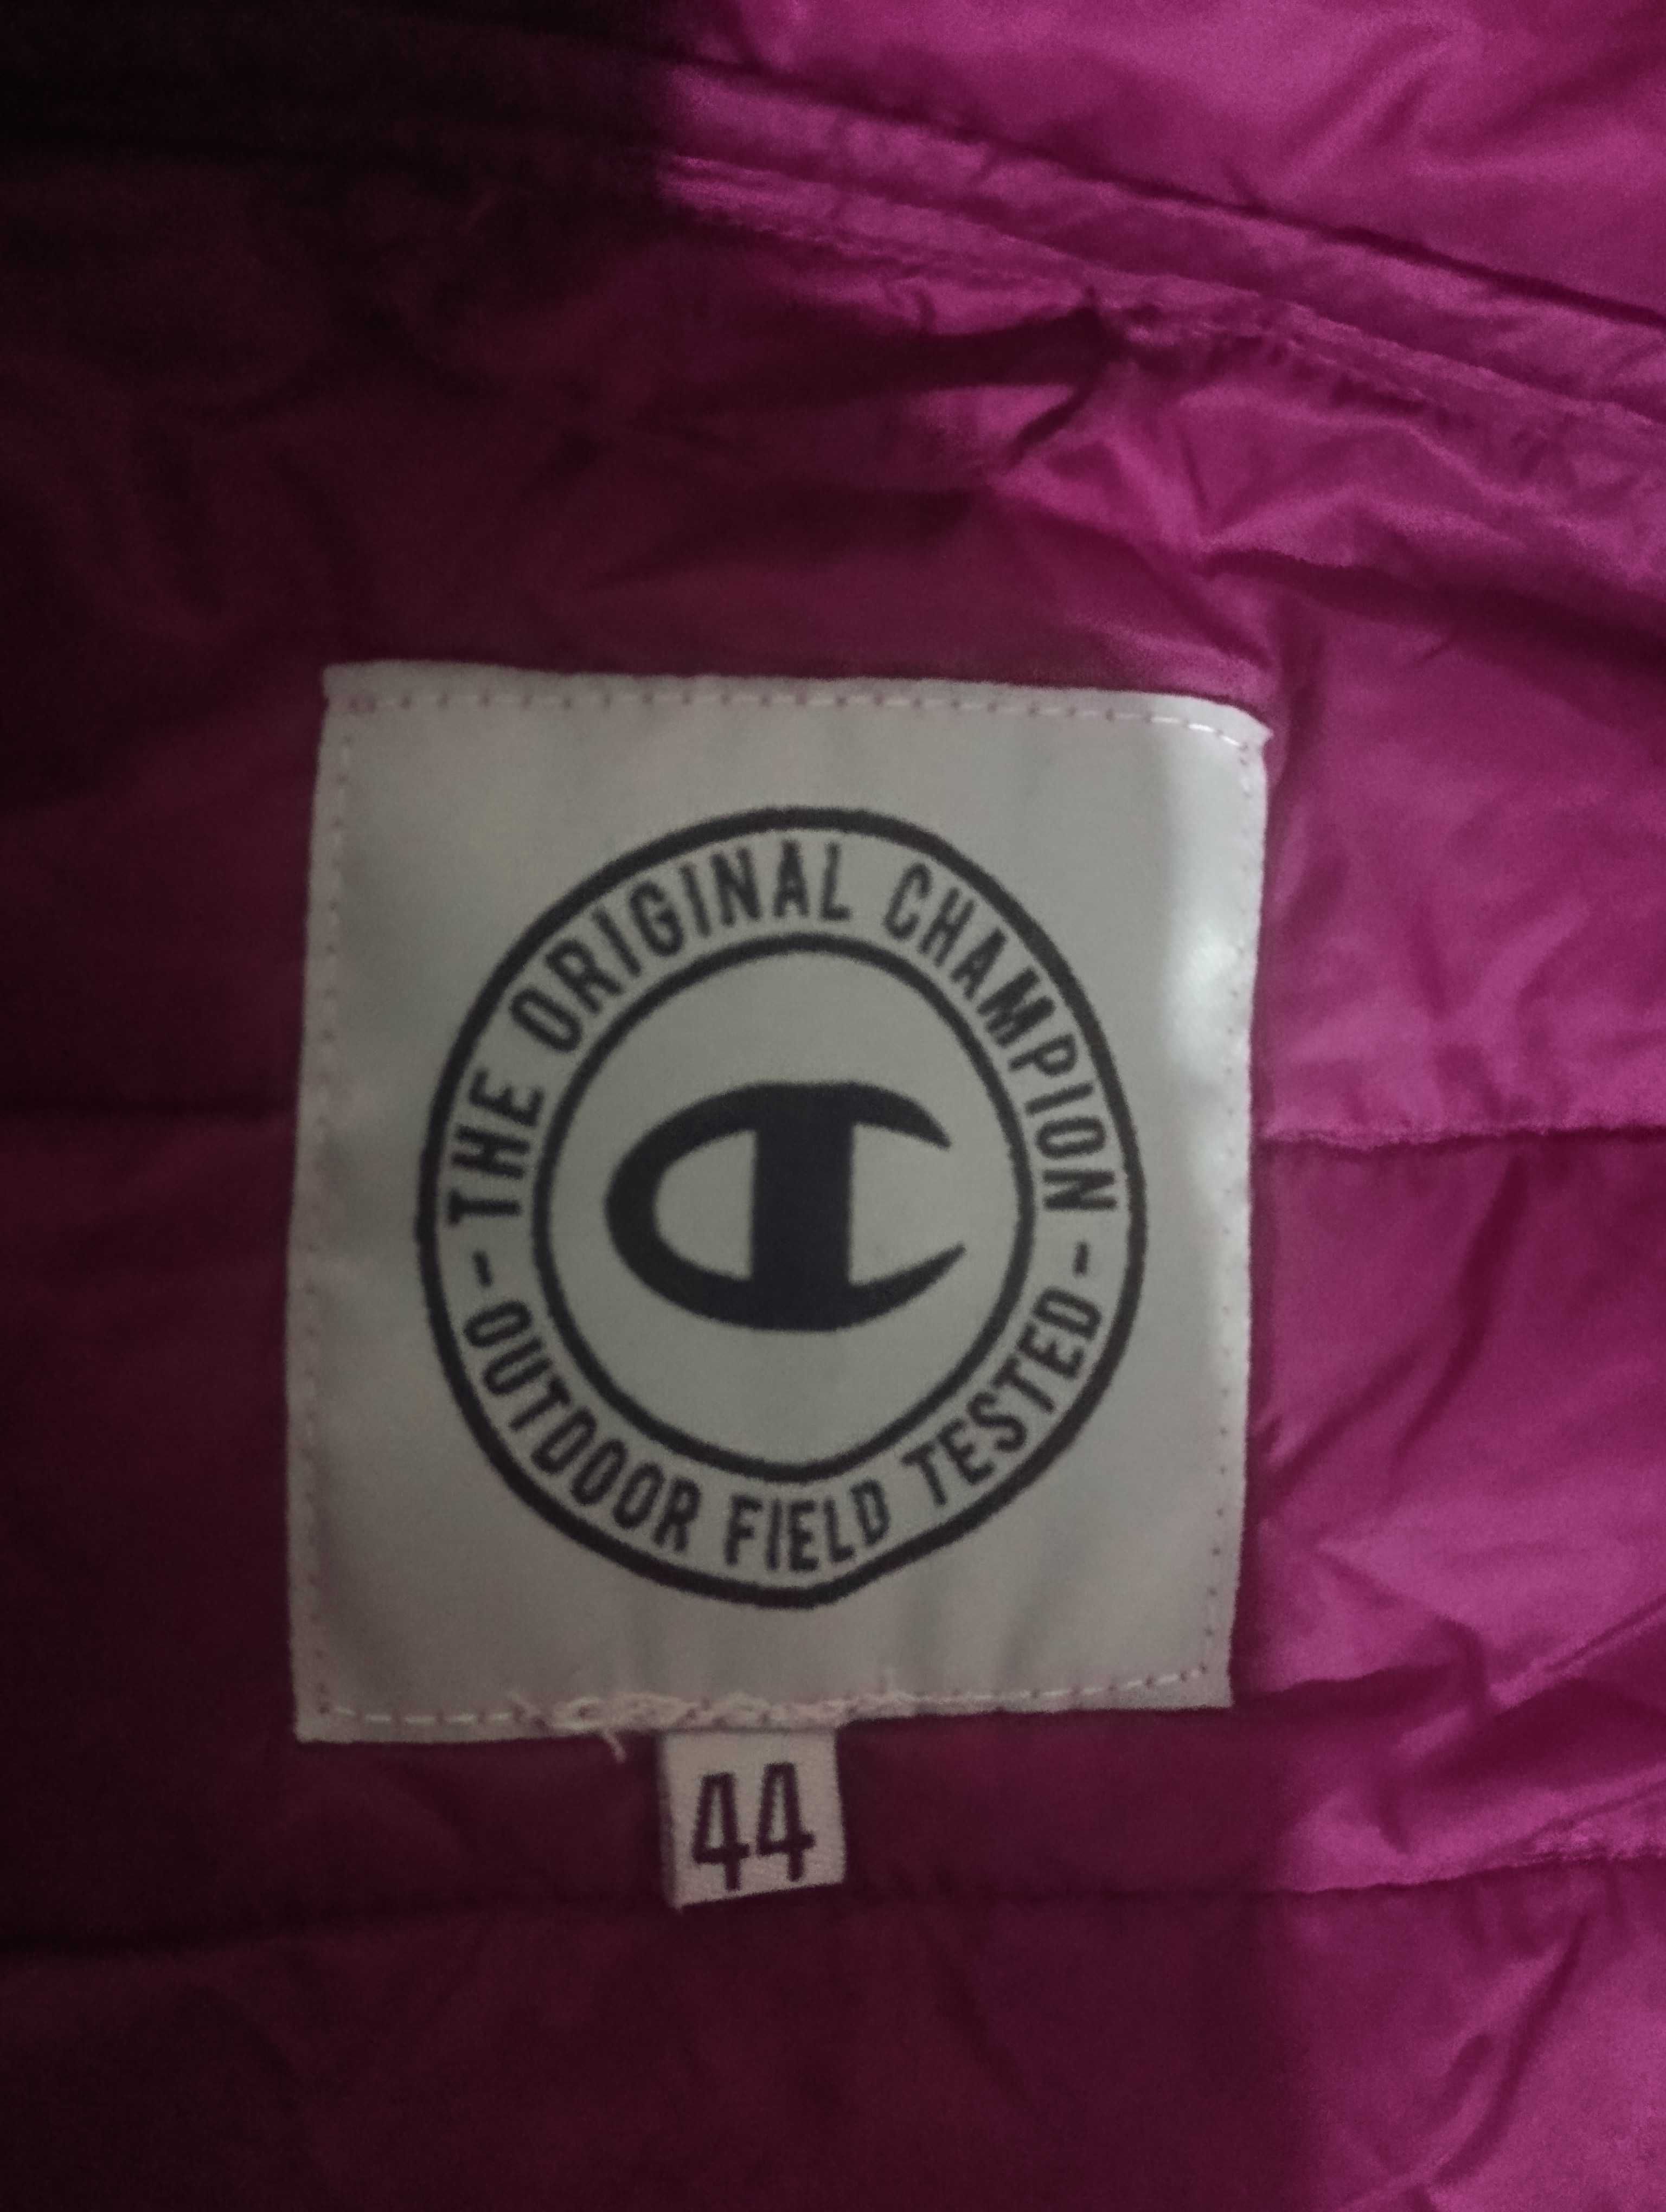 THE ORIGINAL CHAMPION
- OUTDOOR FIELD TESTED -
44